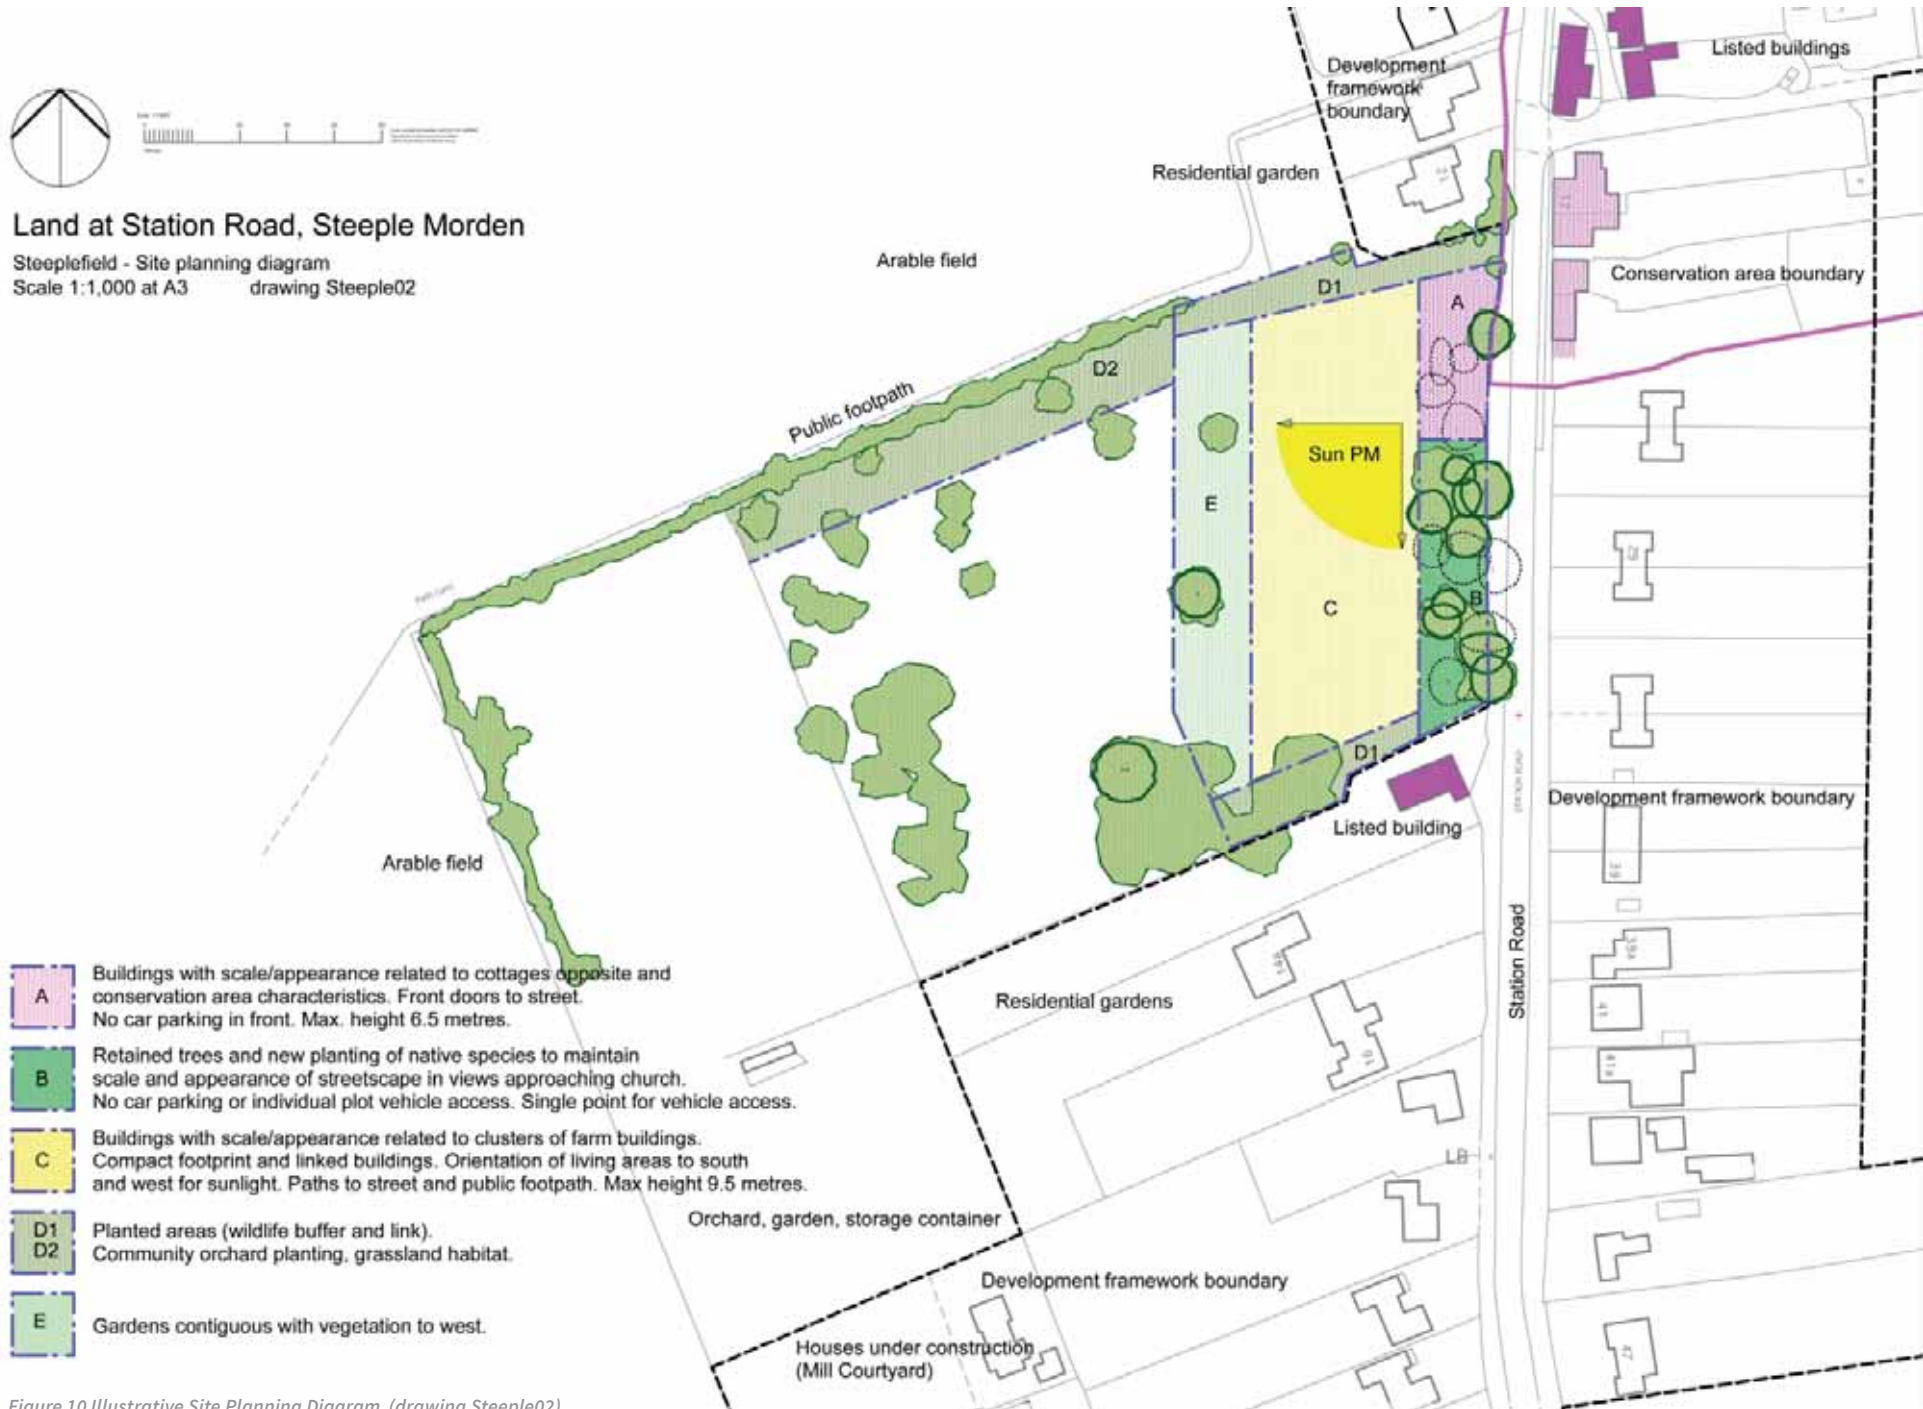 Land at Station Road, Steeple Morden
Steeplefield - Site planning diagram
Scale 1:1,000 at A3 drawing Steeple02
Listed buildings
Development
framework
boundary
Residential garden
21
Arable field
Conservation area boundary
D1
A
D2
Public footpath
Sun PM
E
C
B
29
D1
Listed building
Development framework boundary
39
Arable field
Station Road
Residential gardens
39a
41
41a
LB
A
Buildings with scale/appearance related to cottages opposite and
conservation area characteristics. Front doors to street.
No car parking in front. Max. height 6.5 metres.
B
Retained trees and new planting of native species to maintain
scale and appearance of streetscape in views approaching church.
No car parking or individual plot vehicle access. Single point for vehicle access.
C
Buildings with scale/appearance related to clusters of farm buildings.
Compact footprint and linked buildings. Orientation of living areas to south
and west for sunlight. Paths to street and public footpath. Max height 9.5 metres.
D1
D2
Planted areas (wildlife buffer and link).
Community orchard planting, grassland habitat.
E
Gardens contiguous with vegetation to west.
Orchard, garden, storage container
Development framework boundary
Houses under construction
(Mill Courtyard)
47
Figure 10 Illustrative Site Planning Diagram (drawing Steeple02)